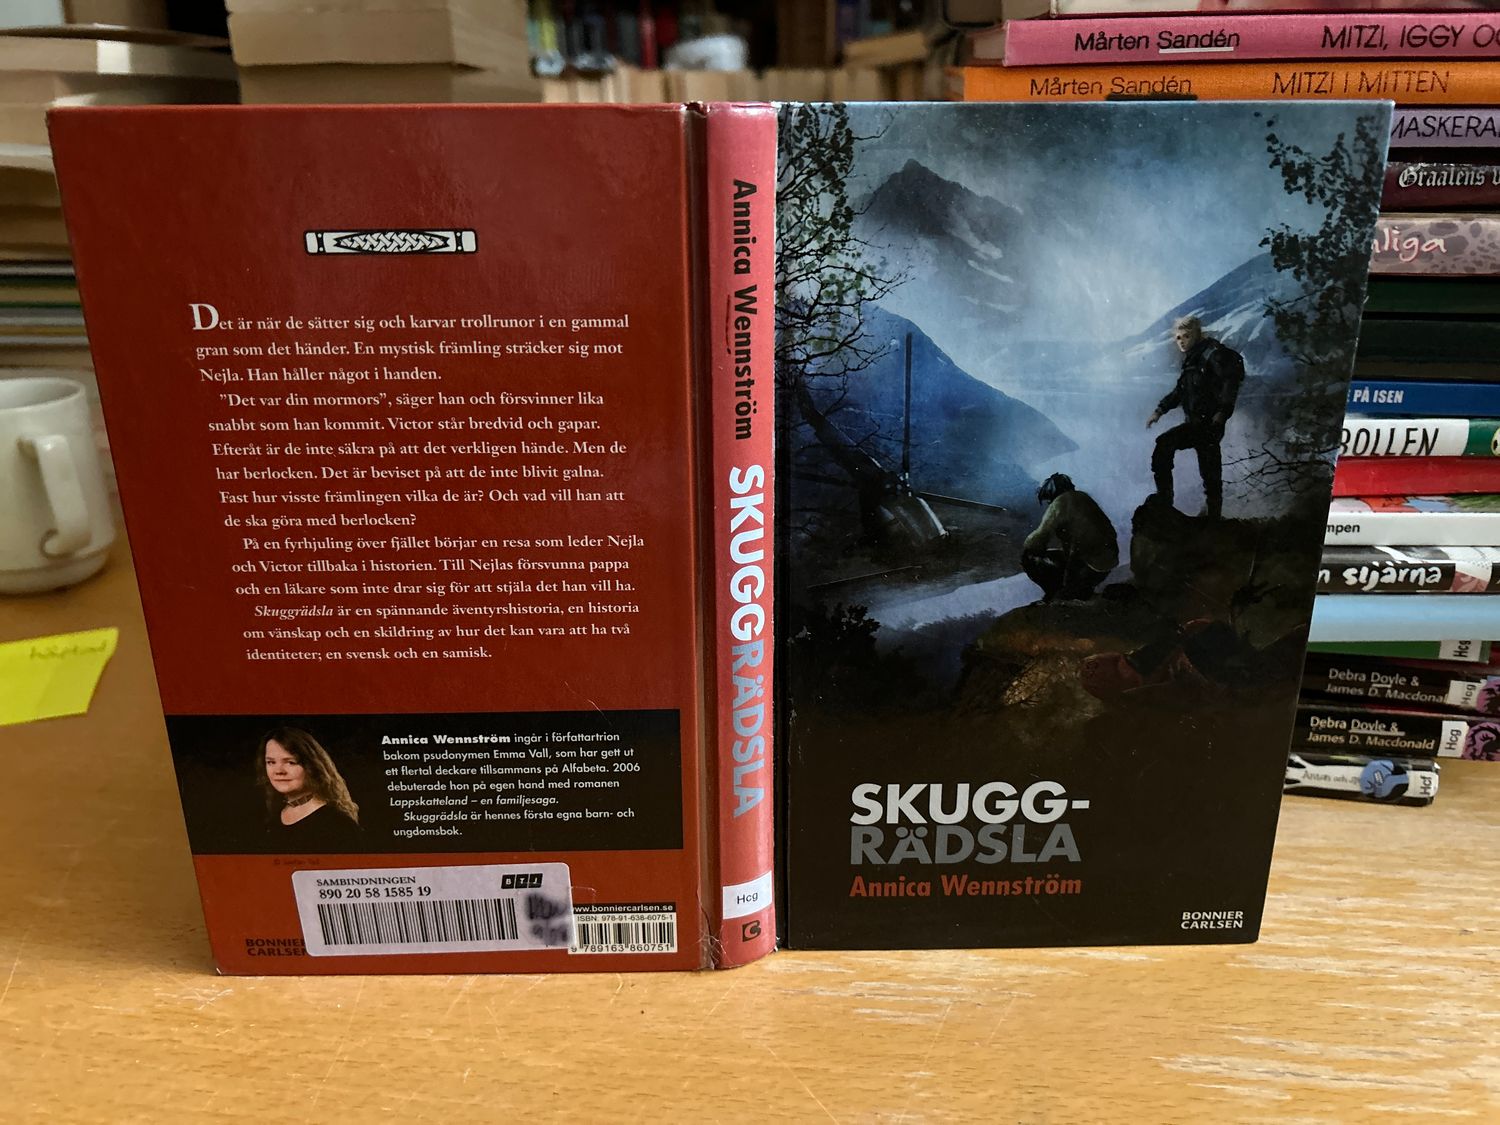 Det är när de sätter sig och karvar trollrunor i en gammal
gran som det händer. En mystisk främling sträcker sig mot
Nejla. Han håller något i handen.
”Det var din mormors”, säger han och försvinner lika
snabbt som han kommit. Victor står bredvid och gapar.
Efteråt är de inte säkra på att det verkligen hände. Men de
har berlocken. Det är beviset på att de inte blivit galna.
Fast hur visste främlingen vilka de är? Och vad vill han att
de ska göra med berlocken?
På en fyrhjuling över fjället börjar en resa som leder Nejla
och Victor tillbaka i historien. Till Nejlas försvunna pappa
och en läkare som inte drar sig för att stjäla det han vill ha.
Skuggrädsla är en spännande äventyrshistoria, en historia
om vänskap och en skildring av hur det kan vara att ha två
identiteter; en svensk och en samisk.
Annica Wennström ingår i författartrion
bakom psudonymen Emma Vall, som har gett ut
ett flertal deckare tillsammans på Alfabeta. 2006
debuterade hon på egen hand med romanen
Lappskatteland – en familjesaga.
Skuggrädsla är hennes första egna barn- och
ungdomsbok.
SAMBINDNINGEN
BTJ
890 20 58 1585 19
BONNIER
CARLSEN
www.bonniercarlsen.se
ISBN: 978-91-638-6075-1
9 789163 860751
Annica Wennström SKUGGRÄDSLA
Hcg
SKUGG-
RÄDSLA
Annica Wennström
BONNIER
CARLSEN
Mårten Sandén MITZI, IGGY O
Mårten Sandén MITZI I MITTEN
MASKERA
Graalens v
liga
PÅ ISEN
BOLLEN
mpen
n stjärna
Hcg
Debra Doyle &
James D. Macdonal
Hcg
Debra Doyle &
James D. Macdonald
Hcg
Hcf